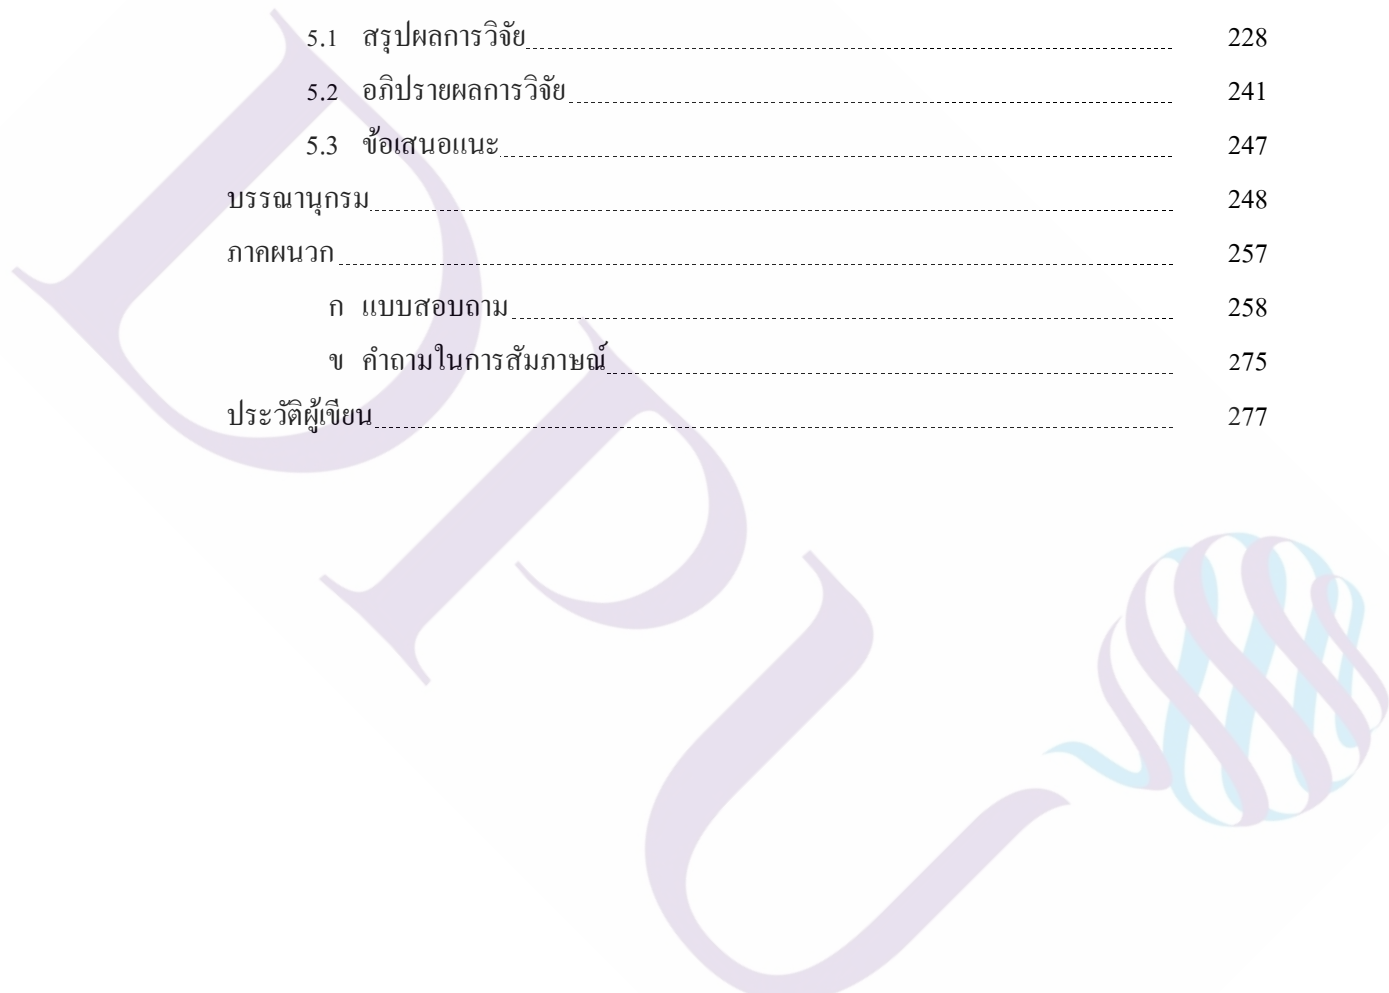 5.1 สรุปผลการวิจัย 228
5.2 อภิปรายผลการวิจัย 241
5.3 ข้อเสนอแนะ 247
บรรณานุกรม 248
ภาคผนวก 257
ก แบบสอบถาม 258
ข คำถามในการสัมภาษณ์ 275
ประวัติผู้เขียน 277
DPU